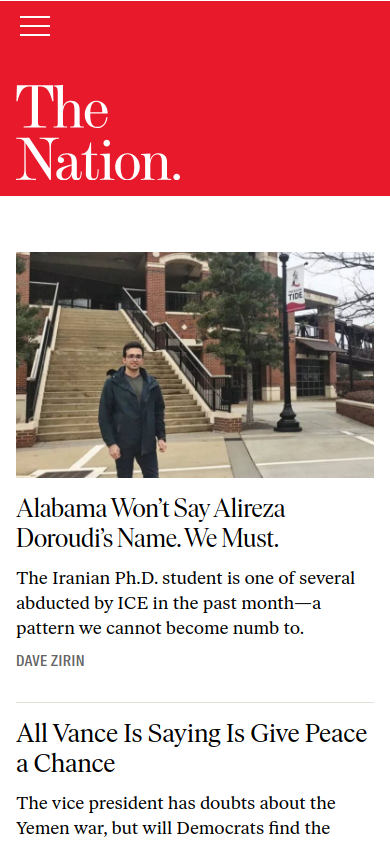 The
Nation.
TIDE
Alabama Won't Say Alireza
Doroudi's Name. We Must.
The Iranian Ph.D. student is one of several
abducted by ICE in the past month—a
pattern we cannot become numb to.
DAVE ZIRIN
All Vance Is Saying Is Give Peace
a Chance
The vice president has doubts about the
Yemen war, but will Democrats find the